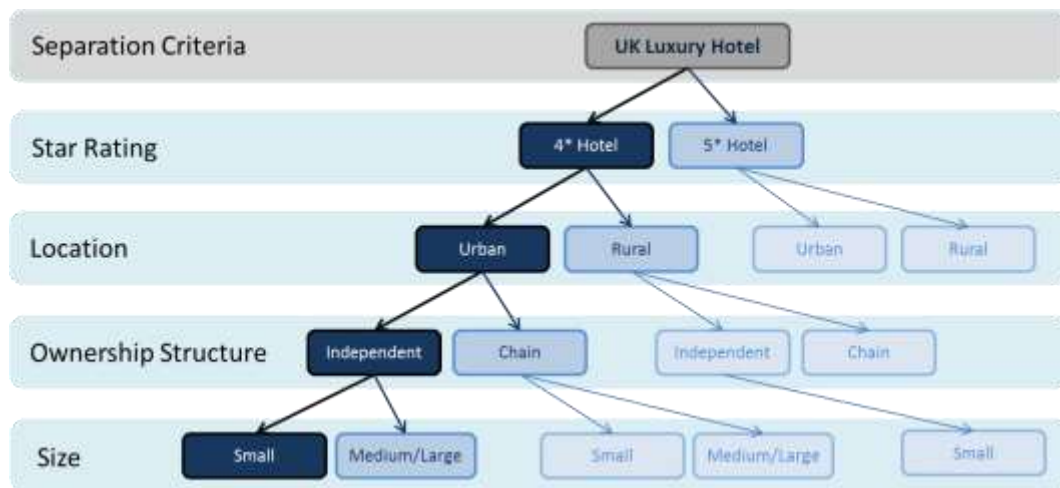 Separation Criteria
UK Luxury Hotel
Star Rating
4* Hotel
5* Hotel
Location
Urban
Rural
Urban
Rural
Ownership Structure
Independent
Chain
Independent
Chain
Size
Small
Medium/Large
Small
Medium/Large
Small